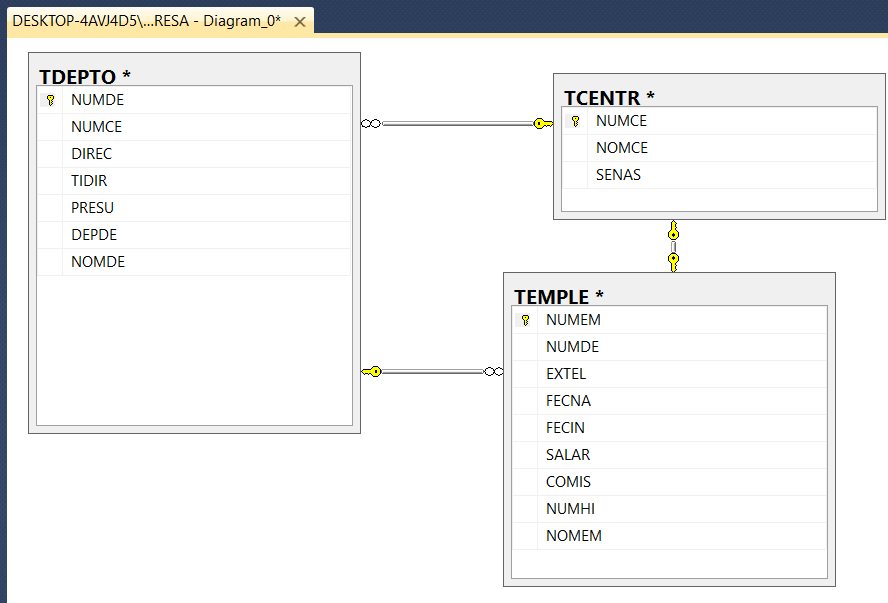 DESKTOP-4AVJ4D5\...RESA - Diagram_0*
TDEPTO *
NUMDE
NUMCE
DIREC
TIDIR
PRESU
DEPDE
NOMDE
TCENTR *
NUMCE
NOMCE
SENAS
TEMPLE *
NUMEM
NUMDE
EXTEL
FECNA
FECIN
SALAR
COMIS
NUMHI
NOMEM